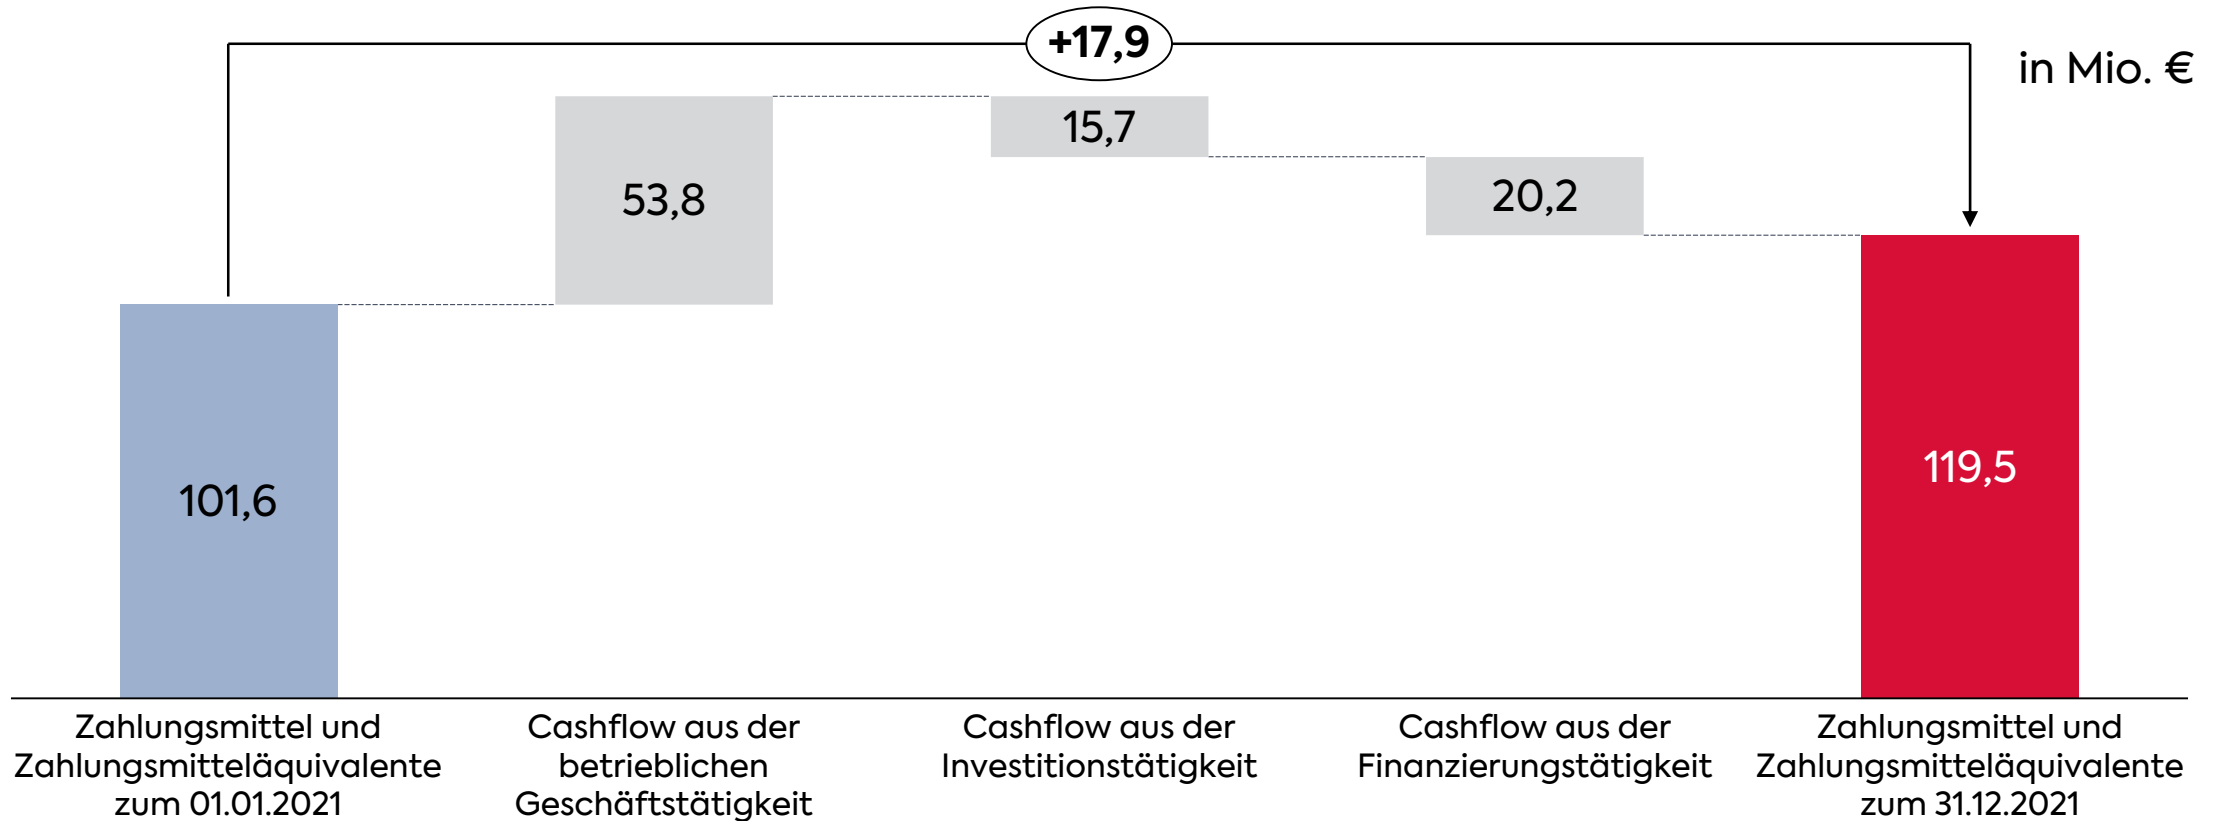 +17,9
in Mio. €
15,7
53,8
20,2
119,5
101,6
Zahlungsmittel und
Zahlungsmitteläquivalente
zum 01.01.2021
Cashflow aus der
betrieblichen
Geschäftstätigkeit
Cashflow aus der
Investitionstätigkeit
Cashflow aus der
Finanzierungstätigkeit
Zahlungsmittel und
Zahlungsmitteläquivalente
zum 31.12.2021